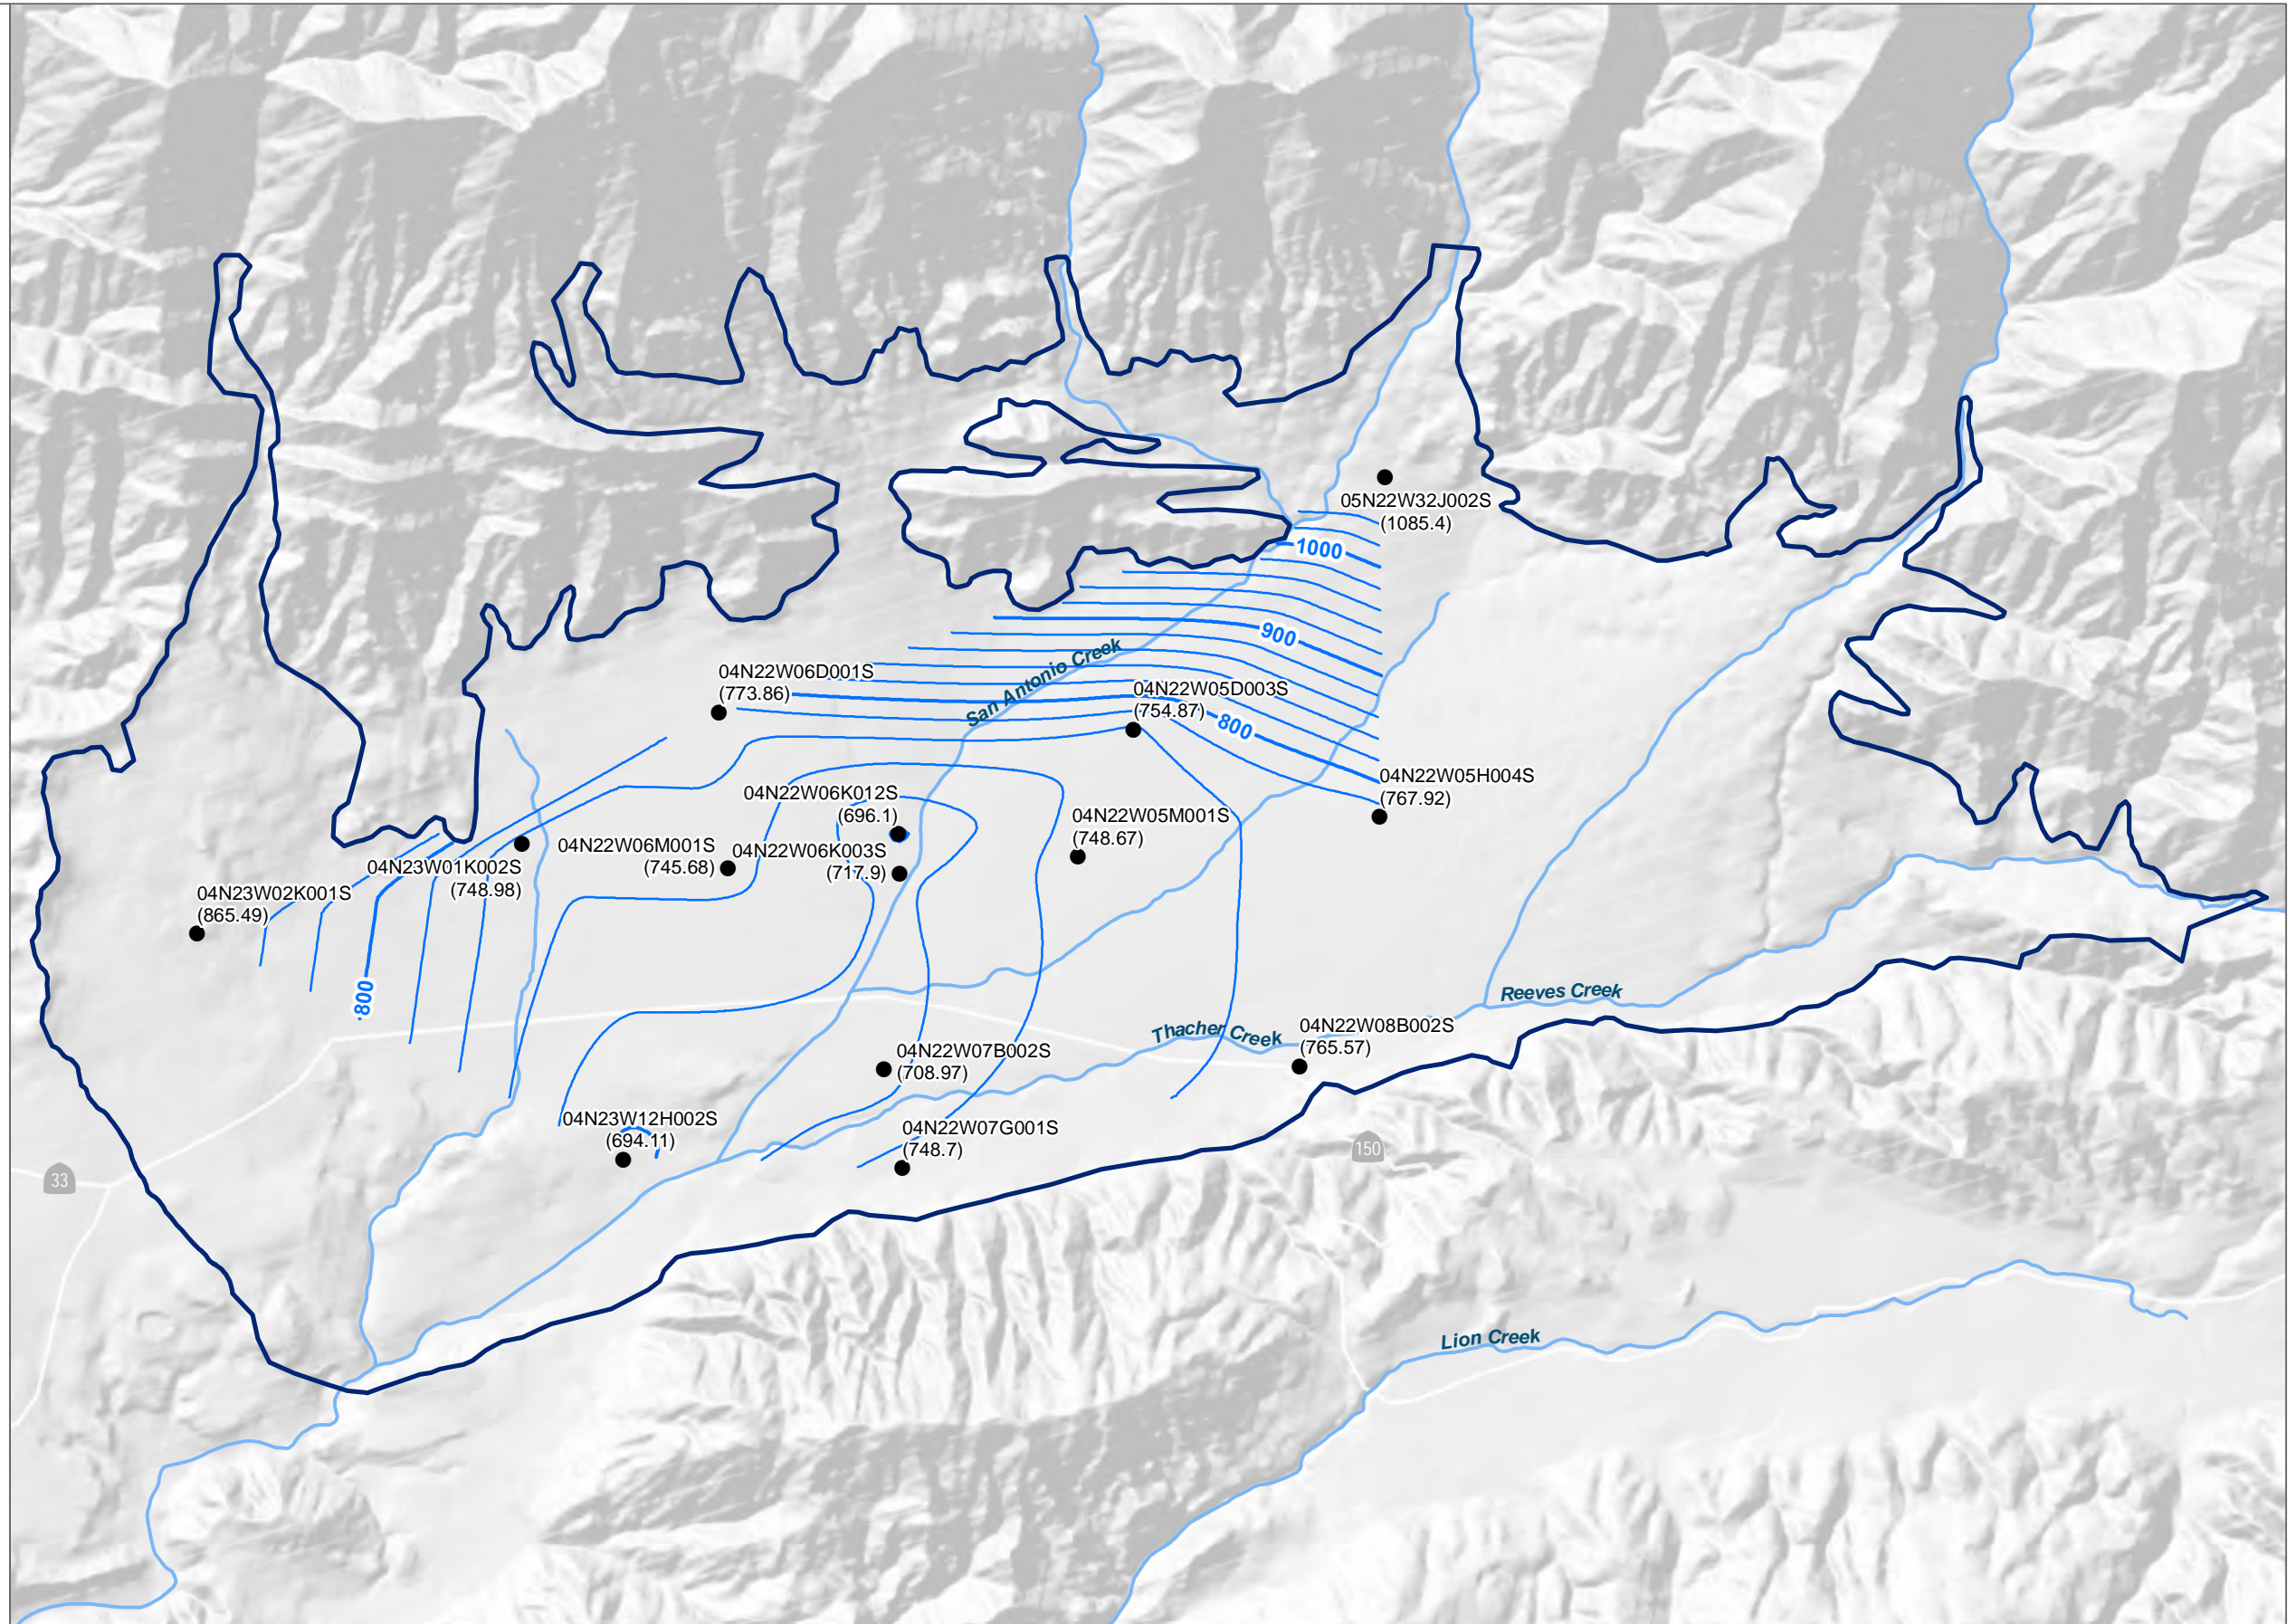 05N22W32J002S
(1085.4)
1000
900
San Antonio Creek
04N22W06D001S
(773.86)
04N22W05D003S
(754.87)
800
04N22W05H004S
(767.92)
04N22W06K012S
(696.1)
04N22W05M001S
(748.67)
04N22W06M001S
(745.68)
04N22W06K003S
(717.9)
04N23W01K002S
(748.98)
04N23W02K001S
(865.49)
800
Reeves Creek
Thacher Creek
04N22W08B002S
(765.57)
04N22W07B002S
(708.97)
04N23W12H002S
(694.11)
04N22W07G001S
(748.7)
150
33
Lion Creek